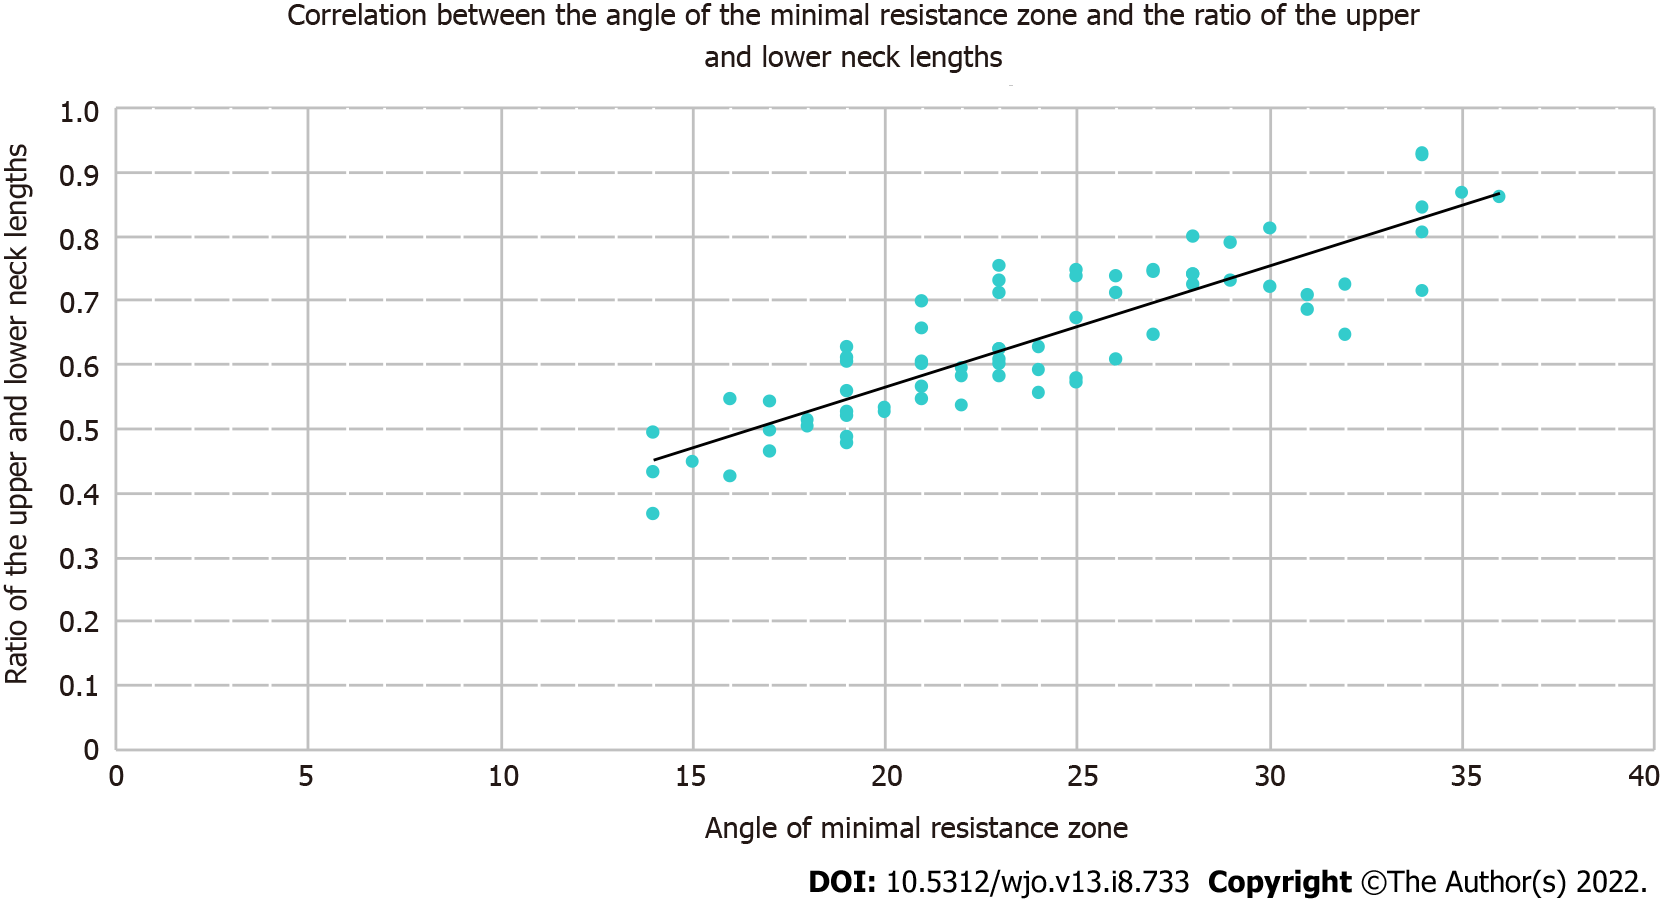 Correlation between the angle of the minimal resistance zone and the ratio of the upper
and lower neck lengths
Ratio of the upper and lower neck lengths
1.0
0.9
0.8
0.7
0.6
0.5
0.4
0.3
0.2
0.1
0
0 5 10 15 20 25 30 35 40
Angle of minimal resistance zone
DOI: 10.5312/wjo.v13.i8.733 Copyright ©The Author(s) 2022.